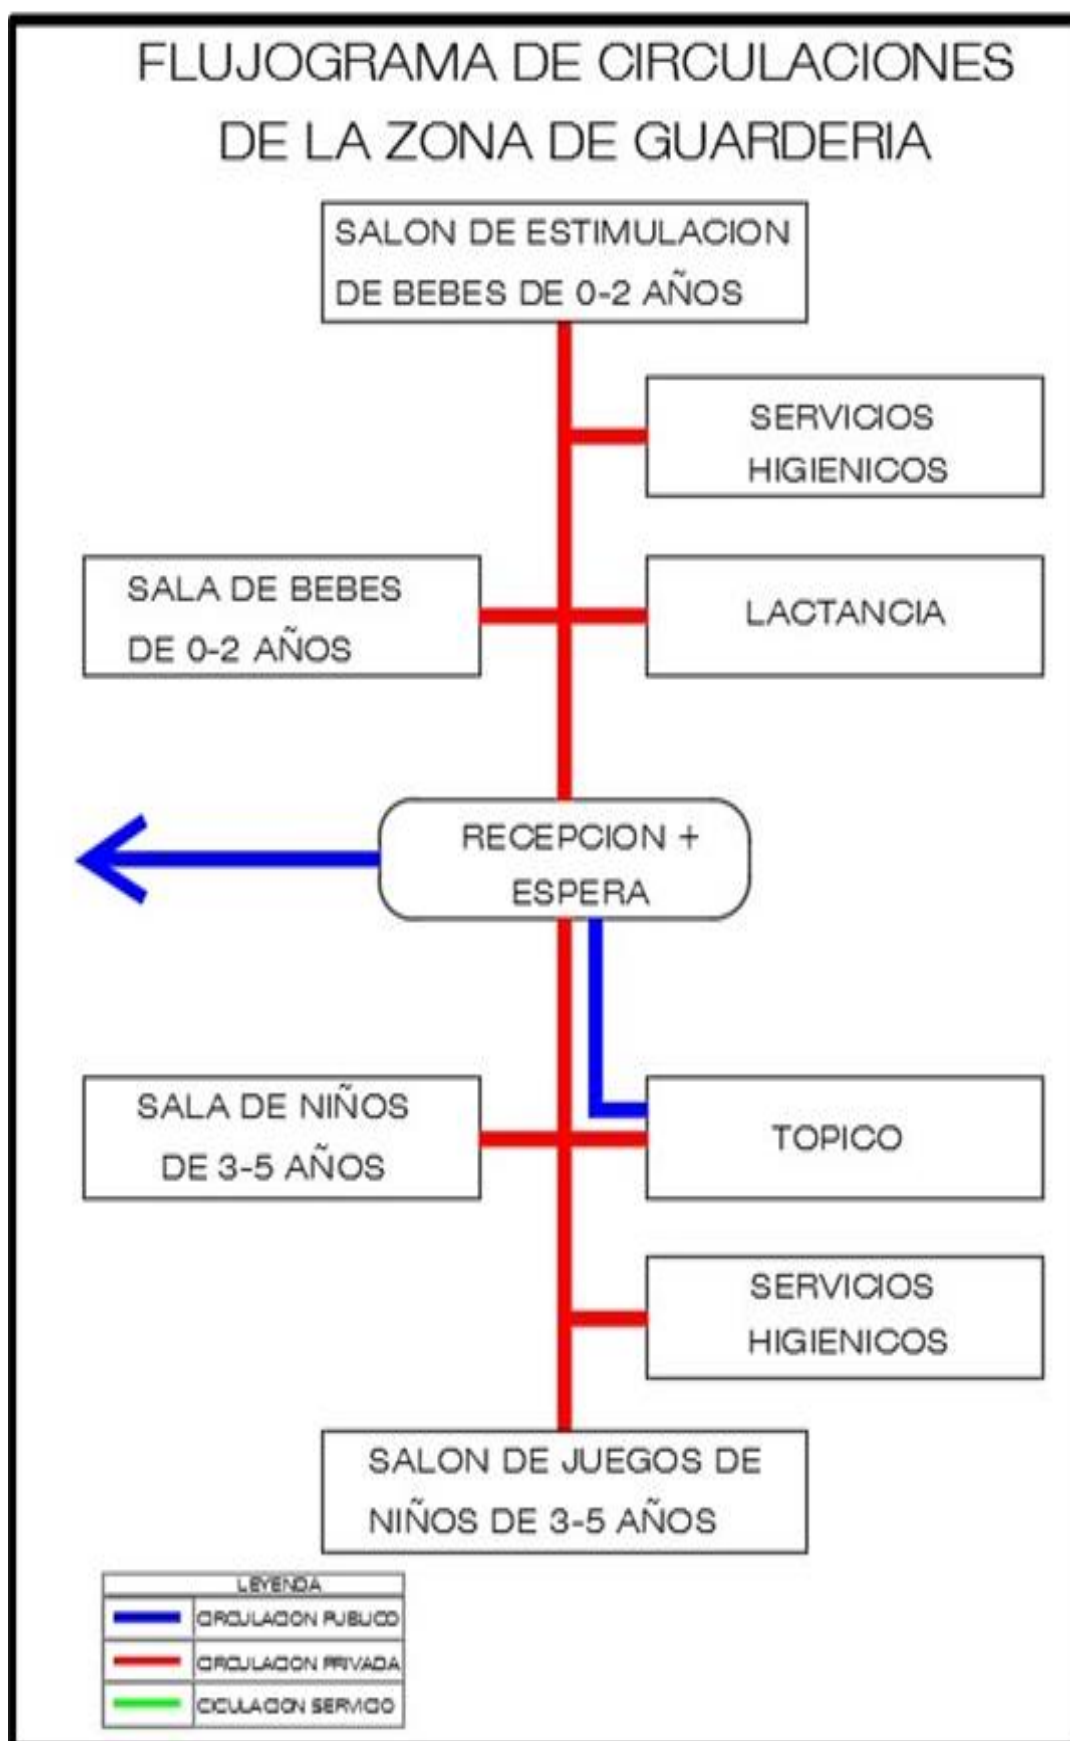 FLUJOGRAMA DE CIRCULACIONES
DE LA ZONA DE GUARDERIA
SALON DE ESTIMULACION
DE BEBES DE 0-2 AÑOS
SERVICIOS
HIGIENICOS
SALA DE BEBES
DE 0-2 AÑOS
LACTANCIA
RECEPCION +
ESPERA
SALA DE NIÑOS
DE 3-5 AÑOS
TOPICO
SERVICIOS
HIGIENICOS
SALON DE JUEGOS DE
NIÑOS DE 3-5 AÑOS
LEYENDA
CIRCULACION PUBLICO
CIRCULACION PRIVADA
CICULACION SERVICIO